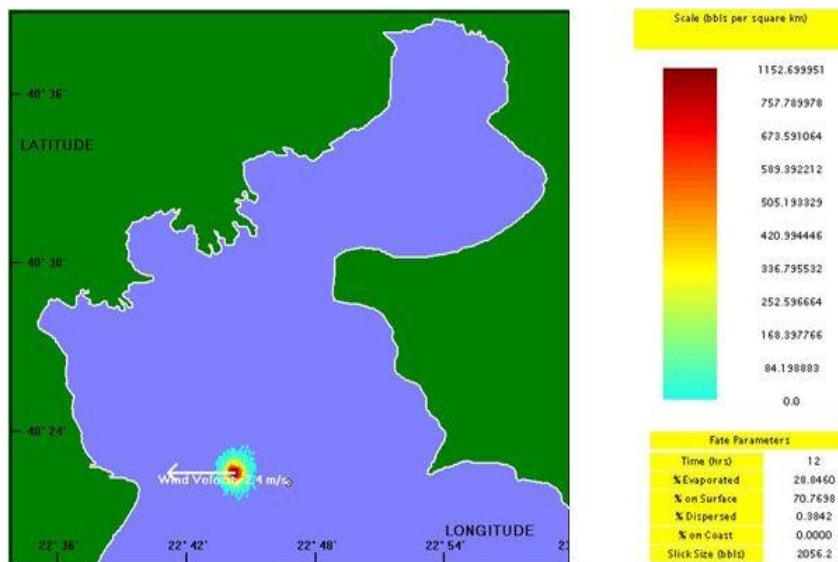 Scale (bbls per square km)
1152.699951
757.789978
673.591064
589.392212
505.193329
420.994446
336.795532
252.596664
168.397766
84.198883
0.0
40° 36'
LATITUDE
40° 30'
40° 24'
Wind Velocity 2.4 m/s
LONGITUDE
22° 36' 22° 42' 22° 48' 22° 54' 23
Fate Parameters
Time (hrs) 12
% Evaporated 28.8460
% on Surface 70.7698
% Dispersed 0.3842
% on Coast 0.0000
Slick Size (bbls) 2056.2